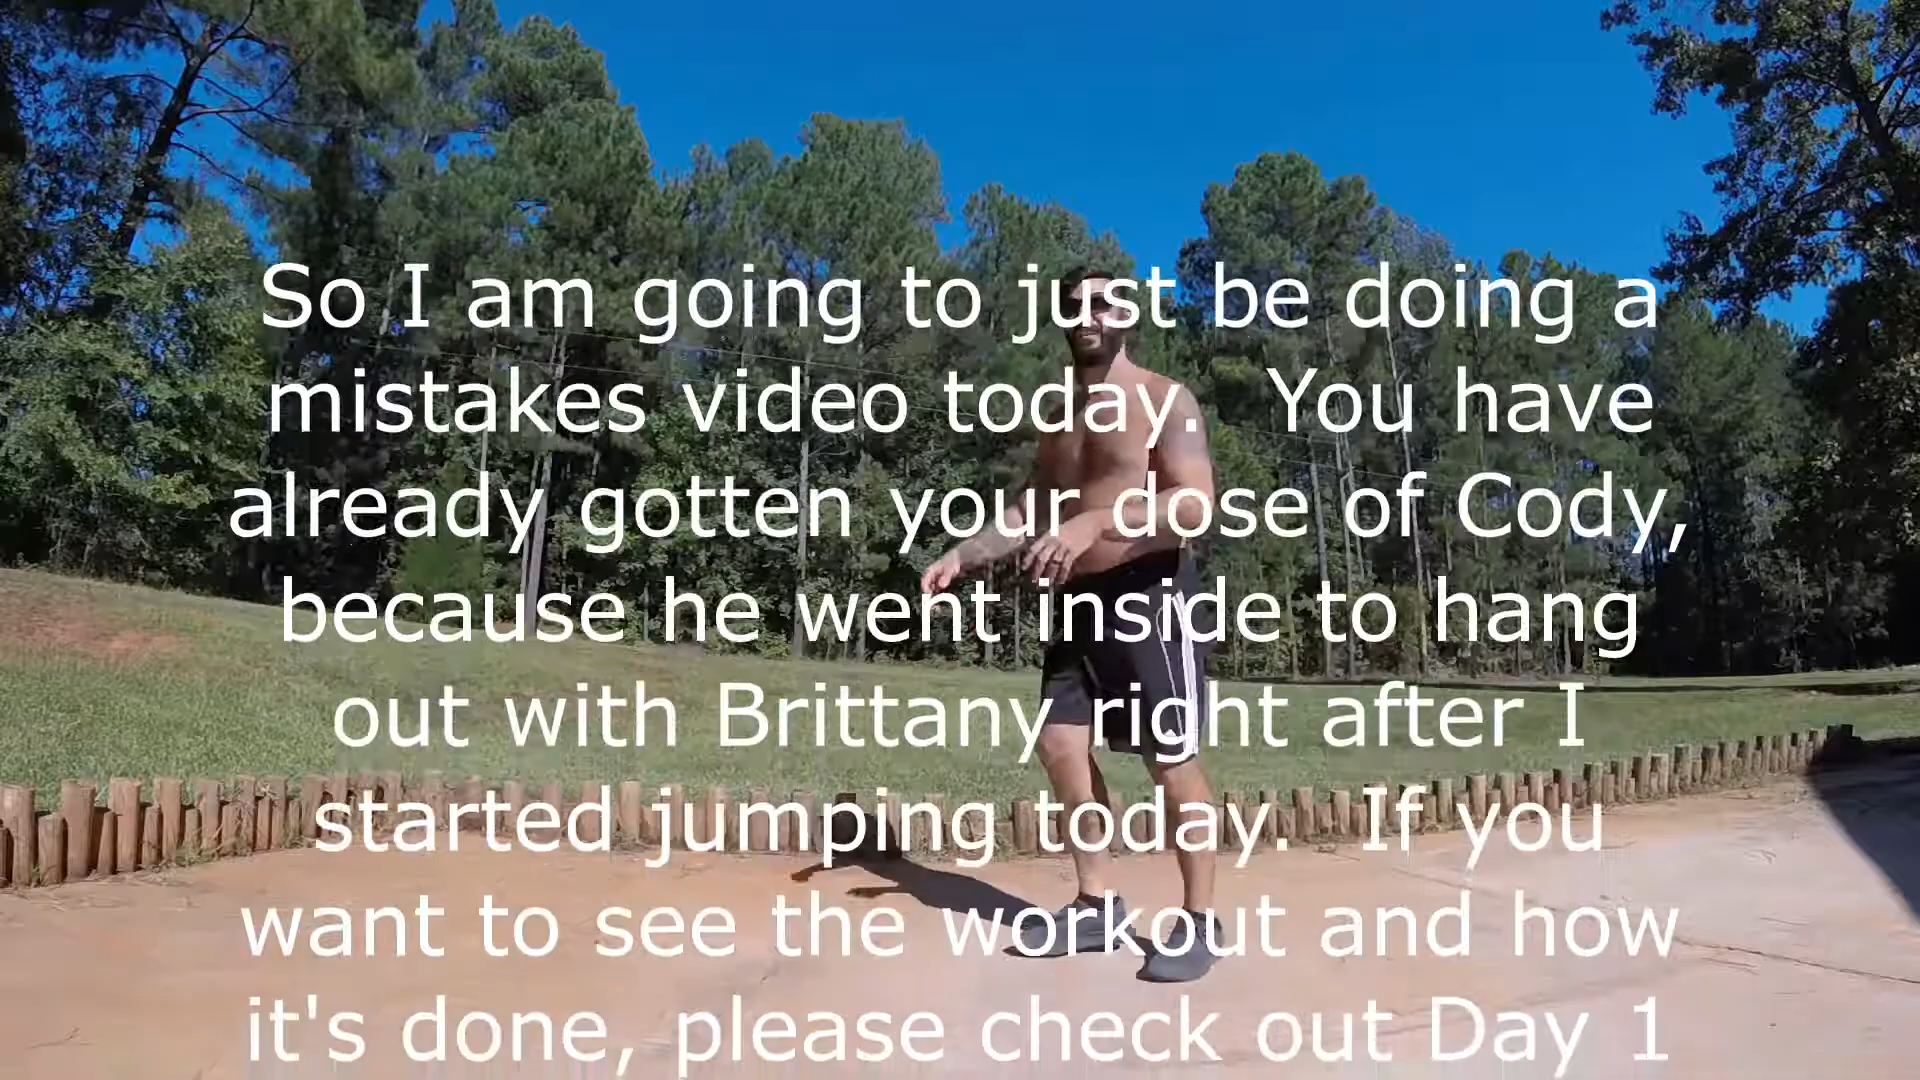 So I am going to just be doing a
mistakes video today.  You have
already gotten your dose of Cody,
because he went inside to hang
out with Brittany right after I
started jumping today.  If you
want to see the workout and how
it's done, please check out Day 1